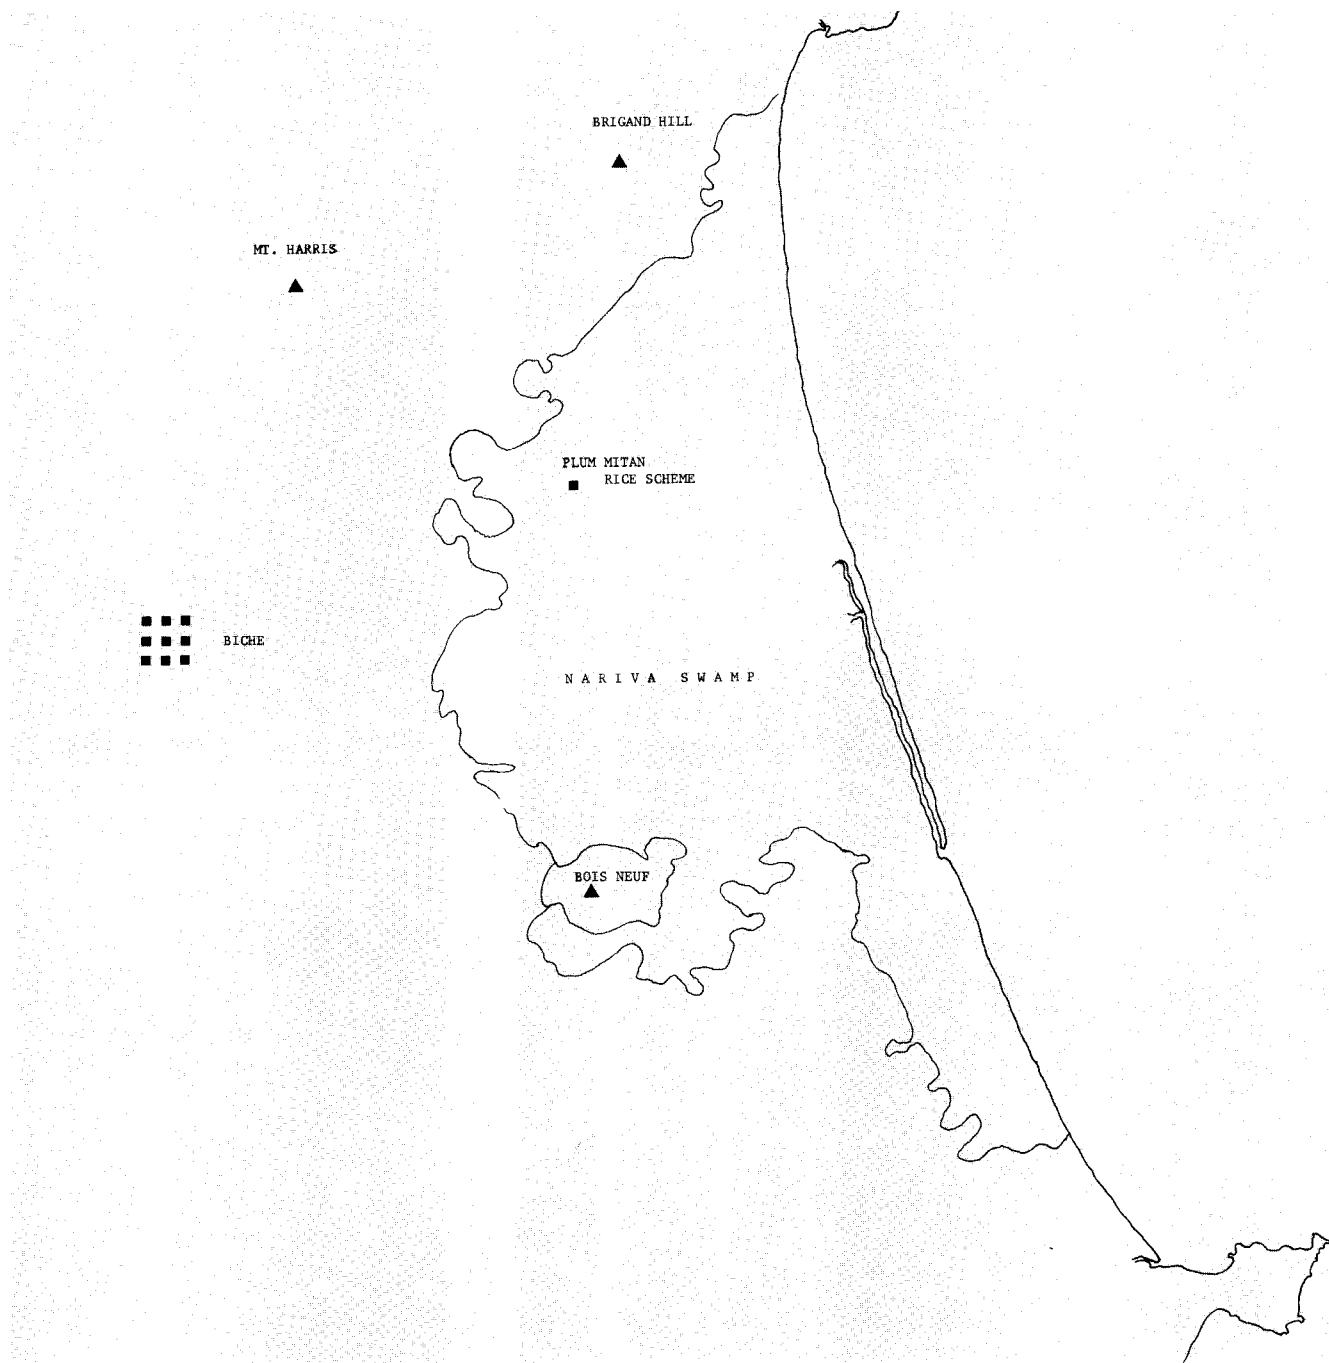 BRIGAND HILL
MT. HARRIS
PLUM MITAN
RICE SCHEME
BICHE
NARIVA SWAMP
BOIS NEUF